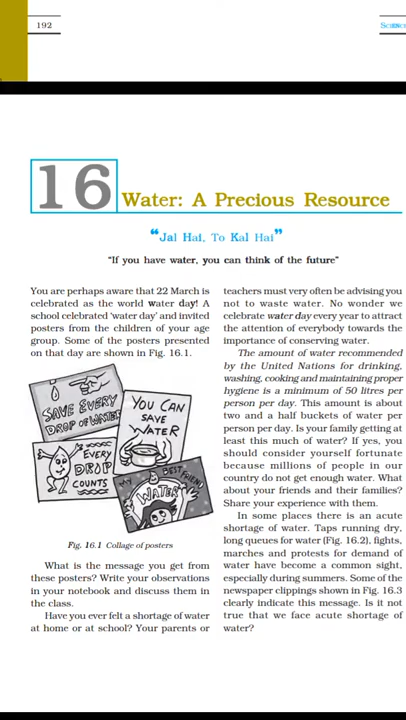 192
SCIENCE
16 Water: A Precious Resource
“Jal Hai, To Kal Hai”
“If you have water, you can think of the future”
You are perhaps aware that 22 March is
celebrated as the world water day! A
school celebrated ‘water day’ and invited
posters from the children of your age
group. Some of the posters presented
on that day are shown in Fig. 16.1.
SAVE EVERY
DROP OF WATER
YOU CAN
SAVE
WATER
EVERY
DROP
COUNTS
MY BEST FRIEND
WATER
Fig. 16.1 Collage of posters
What is the message you get from
these posters? Write your observations
in your notebook and discuss them in
the class.
Have you ever felt a shortage of water
at home or at school? Your parents or
teachers must very often be advising you
not to waste water. No wonder we
celebrate water day every year to attract
the attention of everybody towards the
importance of conserving water.
The amount of water recommended
by the United Nations for drinking,
washing, cooking and maintaining proper
hygiene is a minimum of 50 litres per
person per day. This amount is about
two and a half buckets of water per
person per day. Is your family getting at
least this much of water? If yes, you
should consider yourself fortunate
because millions of people in our
country do not get enough water. What
about your friends and their families?
Share your experience with them.
In some places there is an acute
shortage of water. Taps running dry,
long queues for water (Fig. 16.2), fights,
marches and protests for demand of
water have become a common sight,
especially during summers. Some of the
newspaper clippings shown in Fig. 16.3
clearly indicate this message. Is it not
true that we face acute shortage of
water?